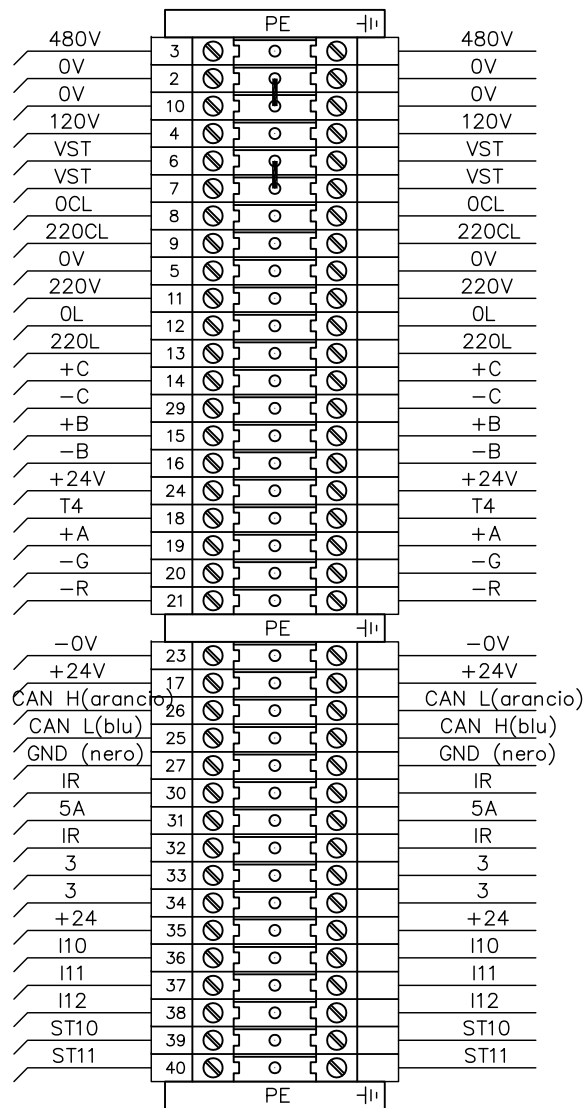 PE
480V 3 480V
0V 2 0V
0V 10 0V
120V 4 120V
VST 6 VST
VST 7 VST
0CL 8 0CL
220CL 9 220CL
0V 5 0V
220V 11 220V
0L 12 0L
220L 13 220L
+C 14 +C
-C 29 -C
+B 15 +B
-B 16 -B
+24V 24 +24V
T4 18 T4
+A 19 +A
-G 20 -G
-R 21 -R
PE
-0V 23 -0V
+24V 17 +24V
CAN H(arancio) 26 CAN L(arancio)
CAN L(blu) 25 CAN H(blu)
GND (nero) 27 GND (nero)
IR 30 IR
5A 31 5A
IR 32 IR
3 33 3
3 34 3
+24 35 +24
I10 36 I10
I11 37 I11
I12 38 I12
ST10 39 ST10
ST11 40 ST11
PE